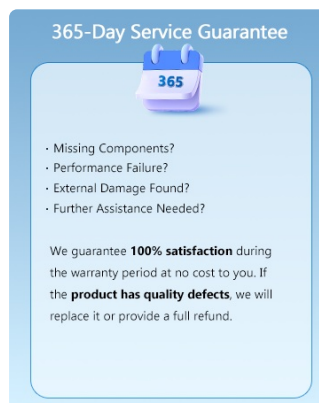 365-Day Service Guarantee
365
· Missing Components?
· Performance Failure?
· External Damage Found?
· Further Assistance Needed?
We guarantee 100% satisfaction during
the warranty period at no cost to you. If
the product has quality defects, we will
replace it or provide a full refund.